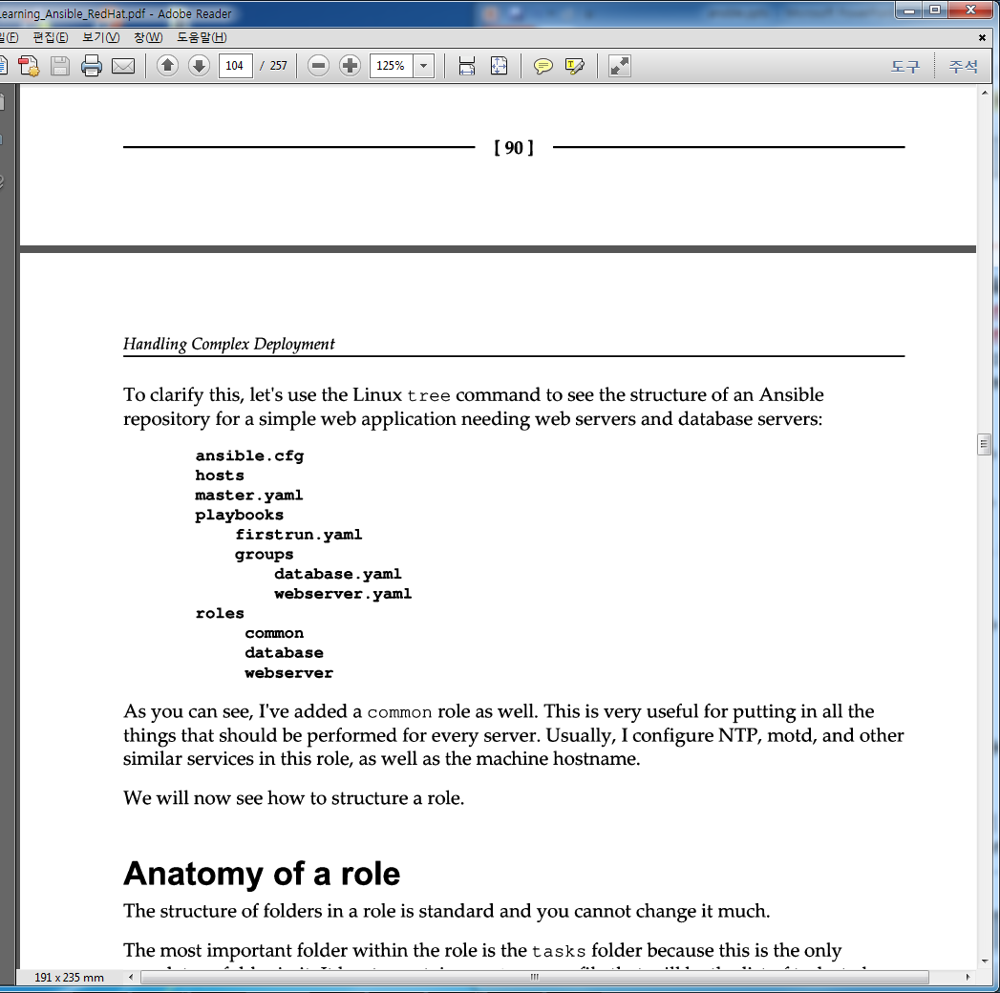 Learning_Ansible_RedHat.pdf - Adobe Reader
편집(E) 보기(V) 창(W) 도움말(H)
104 / 257 125% 도구 주석
[ 90 ]
Handling Complex Deployment
To clarify this, let's use the Linux tree command to see the structure of an Ansible
repository for a simple web application needing web servers and database servers:
ansible.cfg
hosts
master.yaml
playbooks
firstrun.yaml
groups
database.yaml
webserver.yaml
roles
common
database
webserver
As you can see, I've added a common role as well. This is very useful for putting in all the
things that should be performed for every server. Usually, I configure NTP, motd, and other
similar services in this role, as well as the machine hostname.
We will now see how to structure a role.
Anatomy of a role
The structure of folders in a role is standard and you cannot change it much.
The most important folder within the role is the tasks folder because this is the only
191 x 235 mm